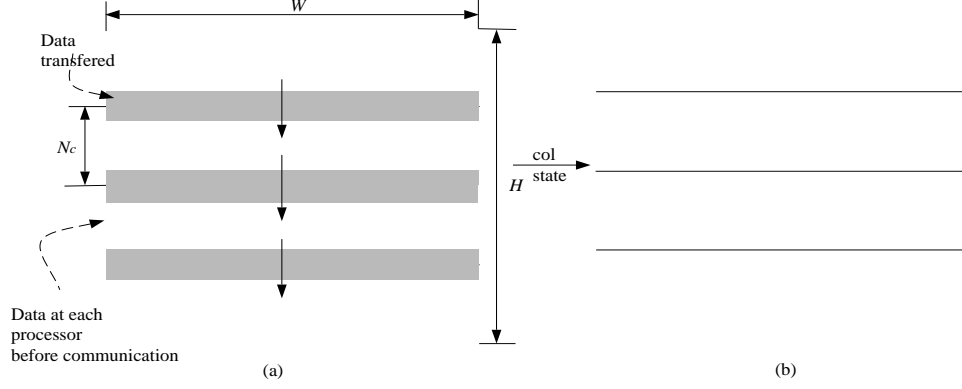 W
Data
transfered
Nc
H
col
state
Data at each
processor
before communication
(a)
(b)